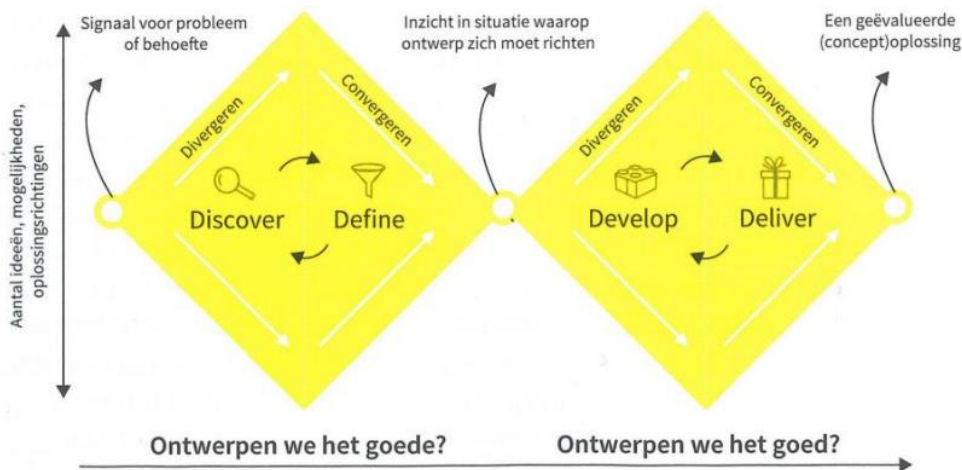 Signaal voor probleem
of behoefte
Inzicht in situatie waarop
ontwerp zich moet richten
Een geëvalueerde
(concept)oplossing
Aantal ideeën, mogelijkheden,
oplossingsrichtingen
Divergeren
Convergeren
Divergeren
Convergeren
Discover
Define
Develop
Deliver
Ontwerpen we het goede?
Ontwerpen we het goed?